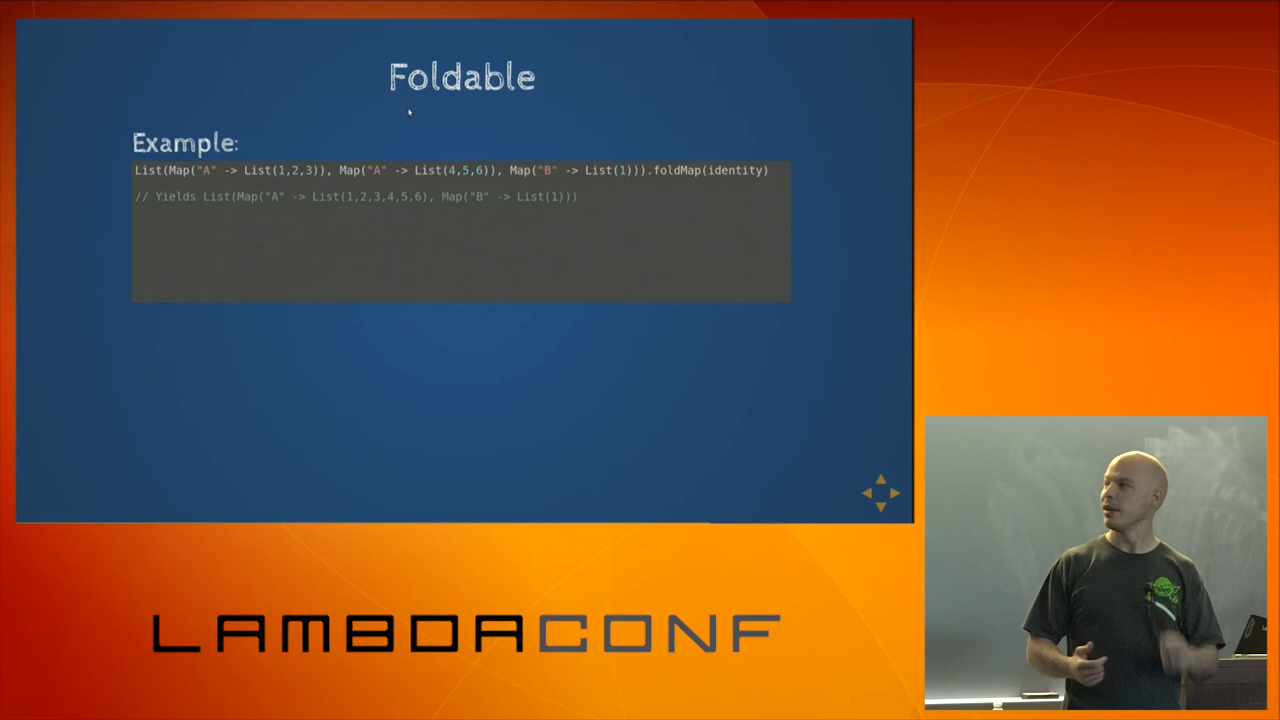 Foldable
Example:
List(Map("A" -> List(1,2,3)), Map("A" -> List(4,5,6)), Map("B" -> List(1))).foldMap(identity)
// Yields List(Map("A" -> List(1,2,3,4,5,6), Map("B" -> List(1)))
LAMBDACONF